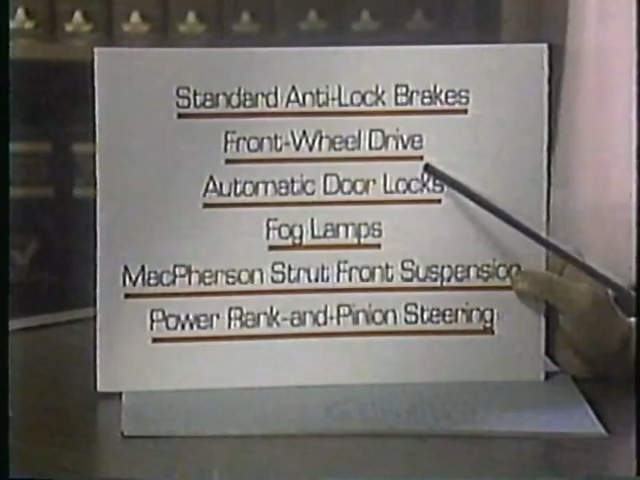 Standard Anti-Lock Brakes
Front-Wheel Drive
Automatic Door Locks
Fog Lamps
MacPherson Strut Front Suspension
Power Rank-and-Pinion Steering